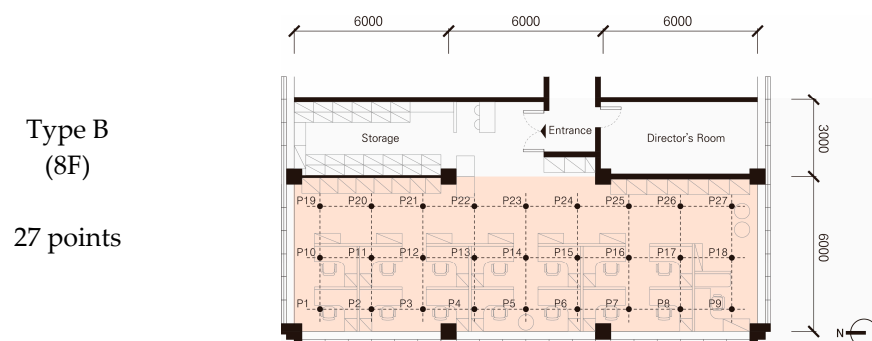 6000 6000 6000
Type B
(8F)
27 points
Storage
Entrance
Director's Room
3000
P19 P20 P21 P22 P23 P24 P25 P26 P27
P10 P11 P12 P13 P14 P15 P16 P17 P18
6000
P1 P2 P3 P4 P5 P6 P7 P8 P9
N